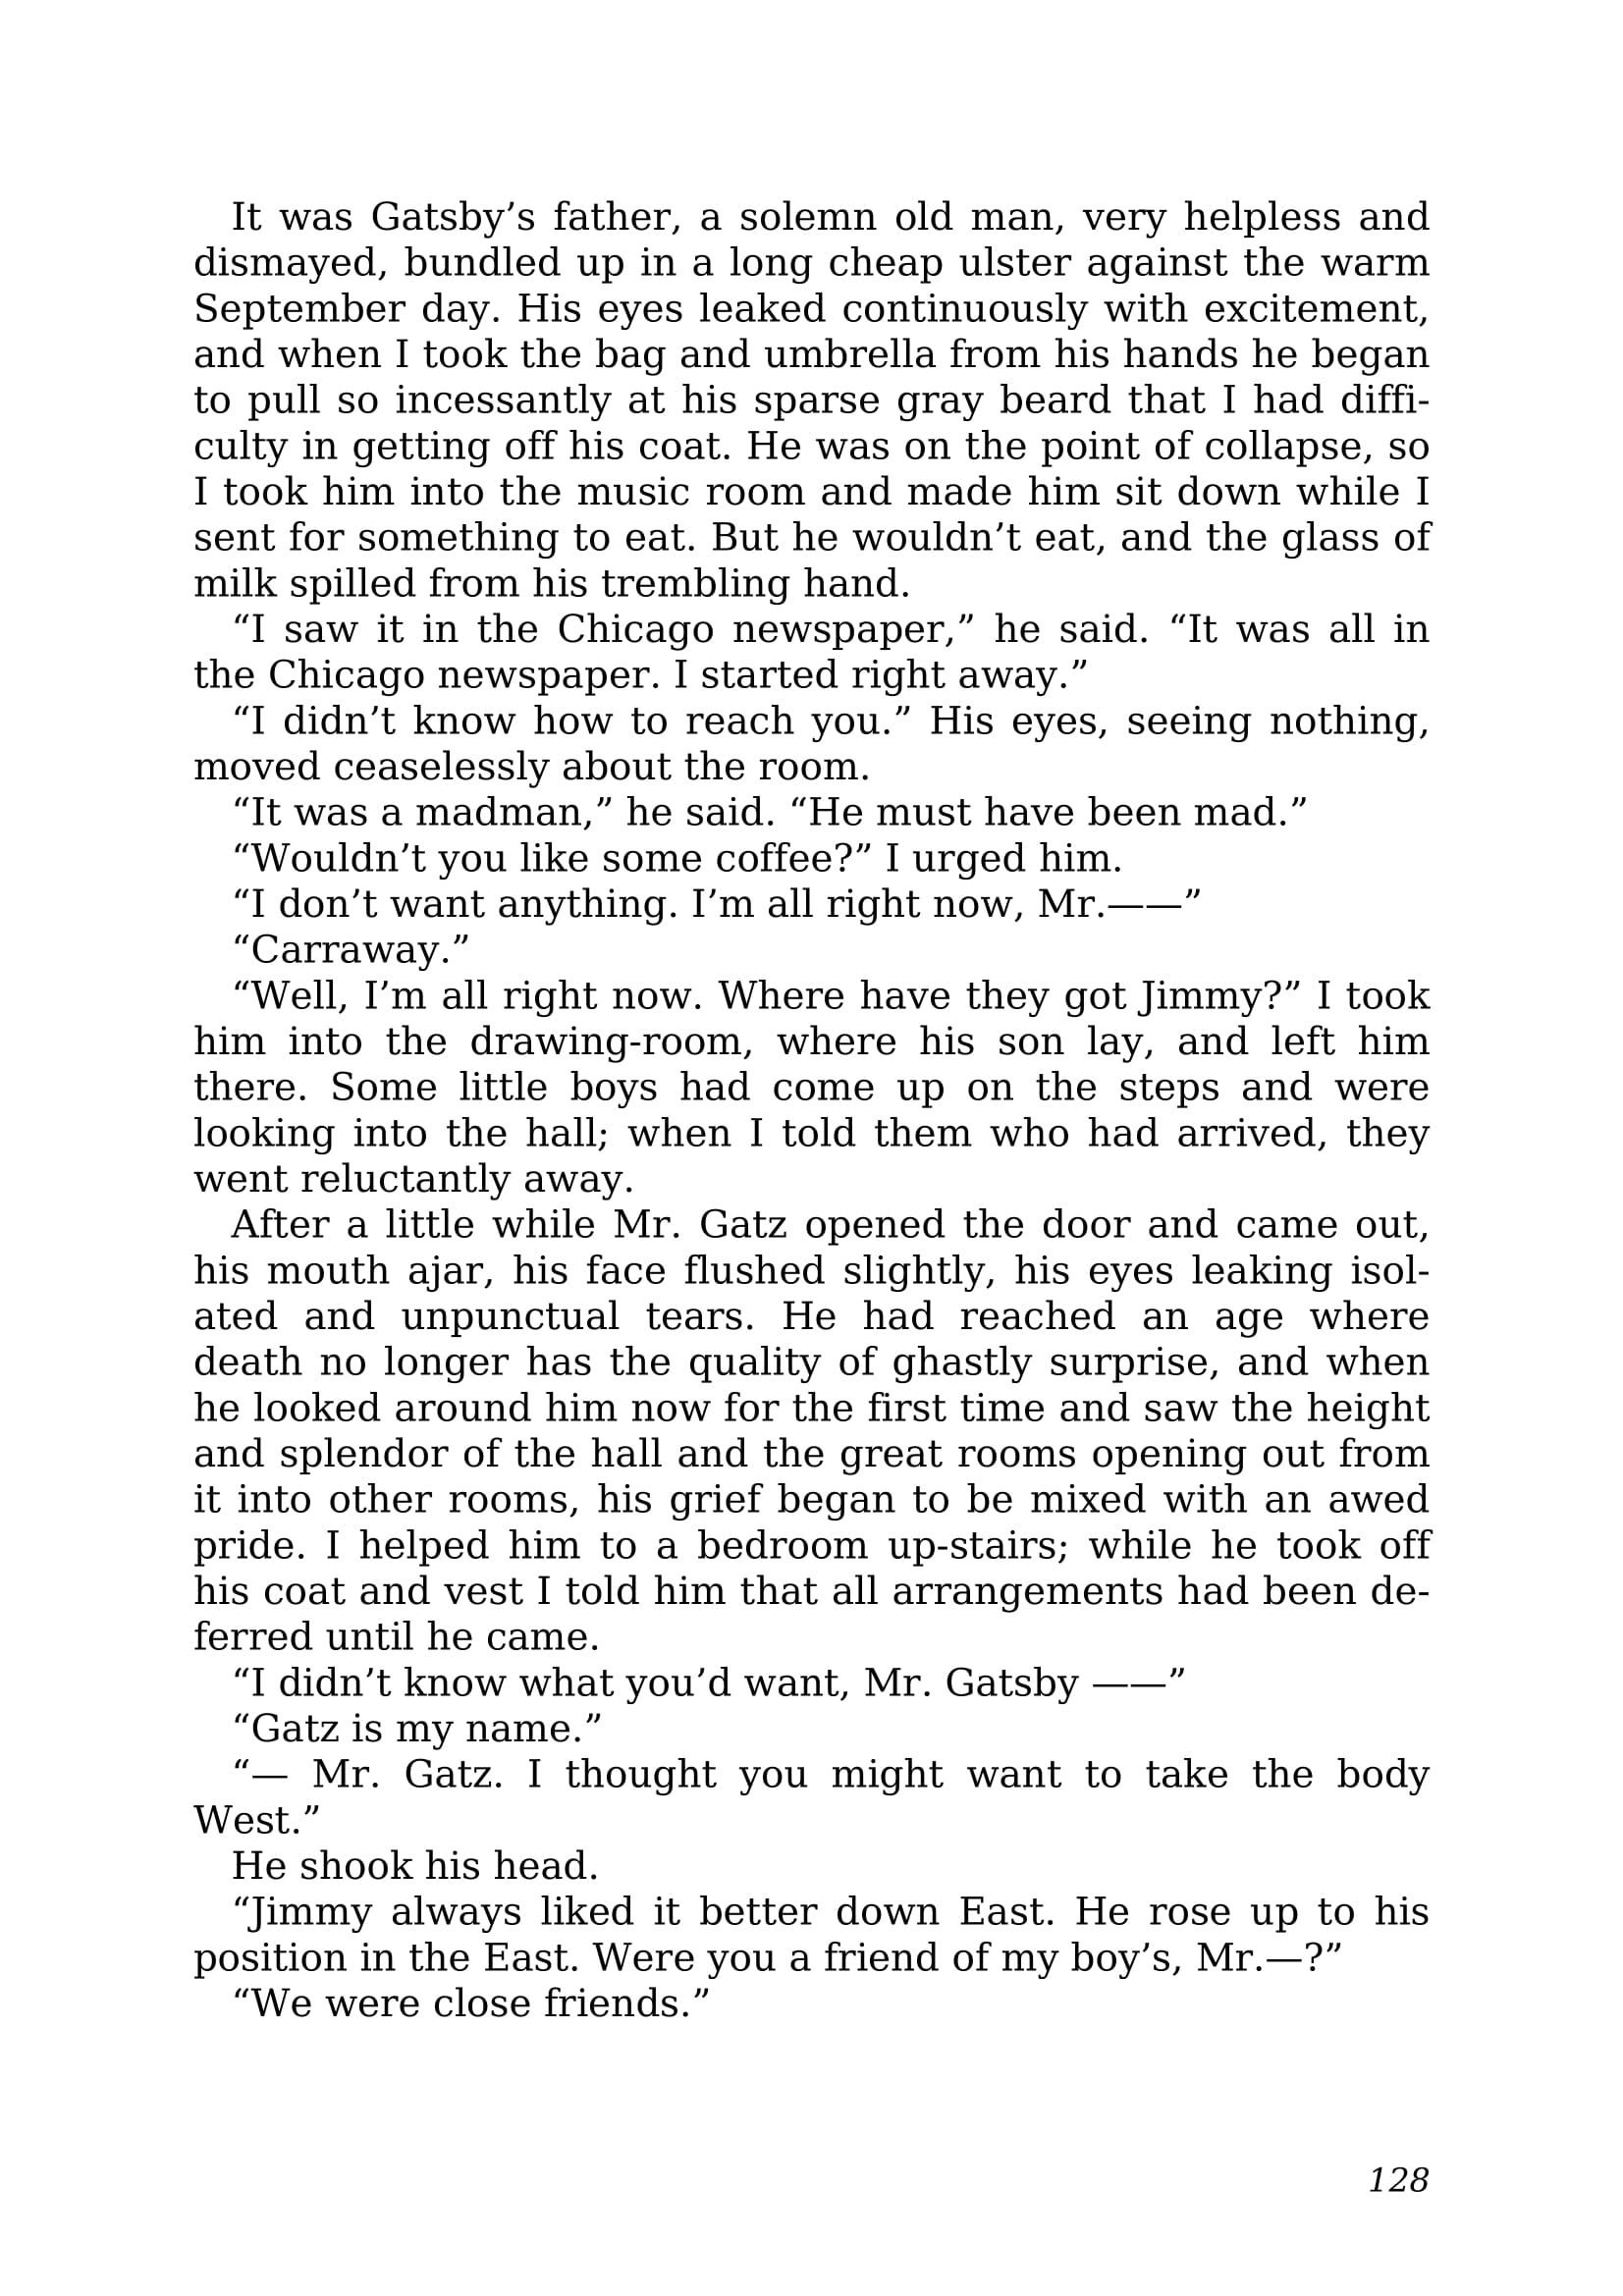 It was Gatsby’s father, a solemn old man, very helpless and
dismayed, bundled up in a long cheap ulster against the warm
September day. His eyes leaked continuously with excitement,
and when I took the bag and umbrella from his hands he began
to pull so incessantly at his sparse gray beard that I had diffi-
culty in getting off his coat. He was on the point of collapse, so
I took him into the music room and made him sit down while I
sent for something to eat. But he wouldn’t eat, and the glass of
milk spilled from his trembling hand.
“I saw it in the Chicago newspaper,” he said. “It was all in
the Chicago newspaper. I started right away.”
“I didn’t know how to reach you.” His eyes, seeing nothing,
moved ceaselessly about the room.
“It was a madman,” he said. “He must have been mad.”
“Wouldn’t you like some coffee?” I urged him.
“I don’t want anything. I’m all right now, Mr.——”
“Carraway.”
“Well, I’m all right now. Where have they got Jimmy?” I took
him into the drawing-room, where his son lay, and left him
there. Some little boys had come up on the steps and were
looking into the hall; when I told them who had arrived, they
went reluctantly away.
After a little while Mr. Gatz opened the door and came out,
his mouth ajar, his face flushed slightly, his eyes leaking isol-
ated and unpunctual tears. He had reached an age where
death no longer has the quality of ghastly surprise, and when
he looked around him now for the first time and saw the height
and splendor of the hall and the great rooms opening out from
it into other rooms, his grief began to be mixed with an awed
pride. I helped him to a bedroom up-stairs; while he took off
his coat and vest I told him that all arrangements had been de-
ferred until he came.
“I didn’t know what you’d want, Mr. Gatsby ——”
“Gatz is my name.”
“— Mr. Gatz. I thought you might want to take the body
West.”
He shook his head.
“Jimmy always liked it better down East. He rose up to his
position in the East. Were you a friend of my boy’s, Mr.—?”
“We were close friends.”
128